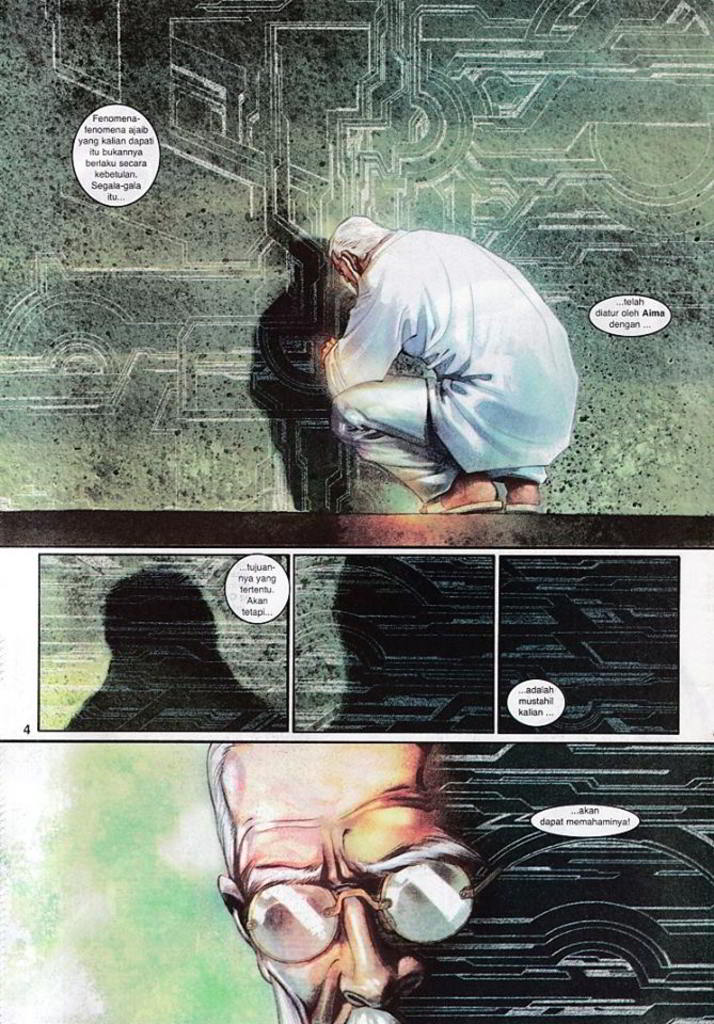 Fenomena-
fenomena ajaib
yang kalian dapati
itu bukannya
berlaku secara
kebetulan.
Segala-gala
itu...
...telah
diatur oleh Aima
dengan ...
...tujuan-
nya yang
tertentu.
Akan
tetapi...
...adalah
mustahil
kalian ...
4
...akan
dapat memahaminya!